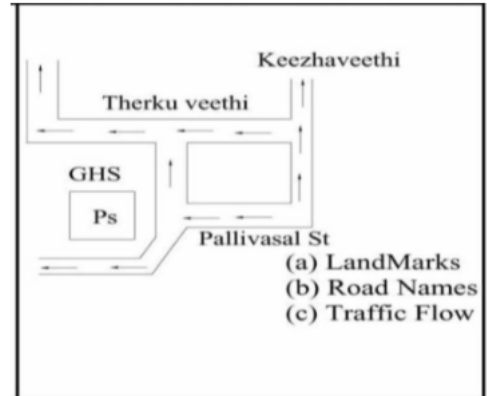 Keezhaveethi
Therku veethi
GHS
Ps
Pallivasal St
(a) LandMarks
(b) Road Names
(c) Traffic Flow